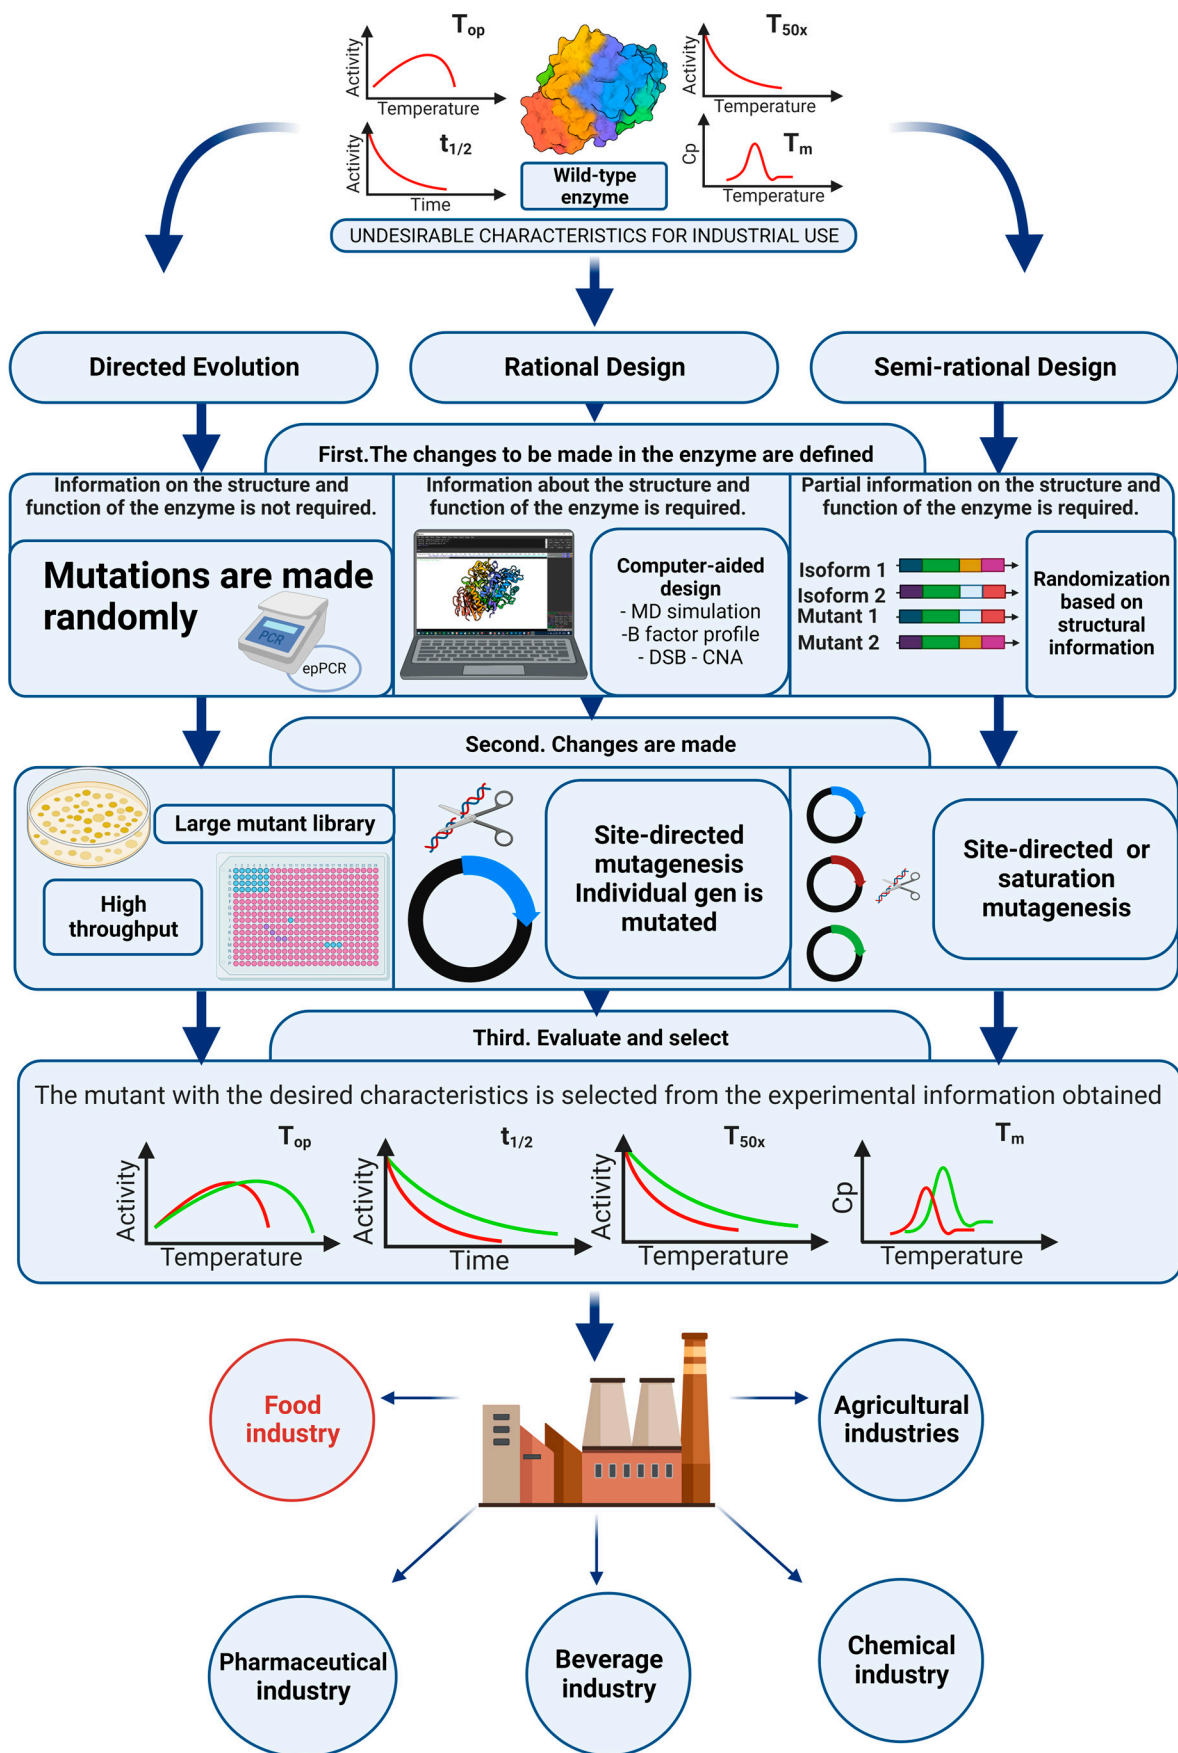 Activity
T_op
Temperature
Activity
t_1/2
Time
Wild-type
enzyme
Activity
T_50x
Temperature
Cp
T_m
Temperature
UNDESIRABLE CHARACTERISTICS FOR INDUSTRIAL USE
Directed Evolution
Rational Design
Semi-rational Design
First.The changes to be made in the enzyme are defined
Information on the structure and
function of the enzyme is not required.
Mutations are made
randomly
PCR
epPCR
Information about the structure and
function of the enzyme is required.
Computer-aided
design
- MD simulation
-B factor profile
- DSB - CNA
Partial information on the structure and
function of the enzyme is required.
Isoform 1
Isoform 2
Mutant 1
Mutant 2
Randomization
based on
structural
information
Second. Changes are made
Large mutant library
High
throughput
Site-directed
mutagenesis
Individual gen is
mutated
Site-directed or
saturation
mutagenesis
Third. Evaluate and select
The mutant with the desired characteristics is selected from the experimental information obtained
Activity
T_op
Temperature
Activity
t_1/2
Time
Activity
T_50x
Temperature
Cp
T_m
Temperature
Food
industry
Agricultural
industries
Pharmaceutical
industry
Beverage
industry
Chemical
industry